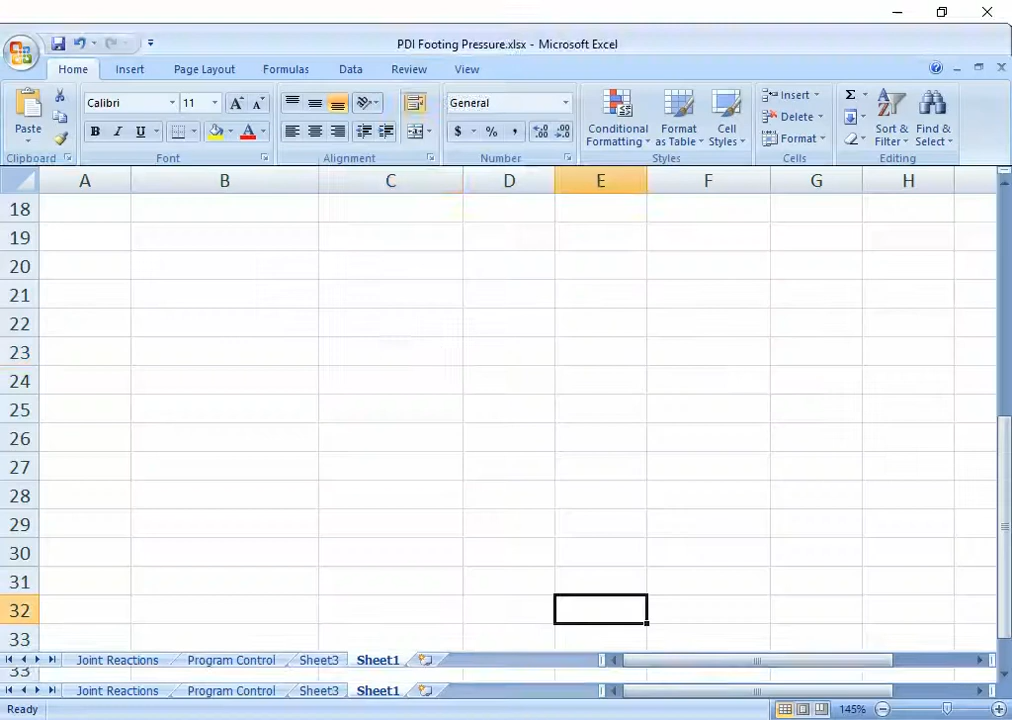 PDI Footing Pressure.xlsx - Microsoft Excel
Home Insert Page Layout Formulas Data Review View
Paste
Clipboard
Calibri 11
B I U
Font
Alignment
General
$ % ,
Number
Conditional Formatting
Format as Table
Cell Styles
Styles
Insert
Delete
Format
Cells
Σ
Sort & Filter
Find & Select
Editing
A B C D E F G H
18
19
20
21
22
23
24
25
26
27
28
29
30
31
32
33
Joint Reactions Program Control Sheet3 Sheet1
33
Joint Reactions Program Control Sheet3 Sheet1
Ready 145%